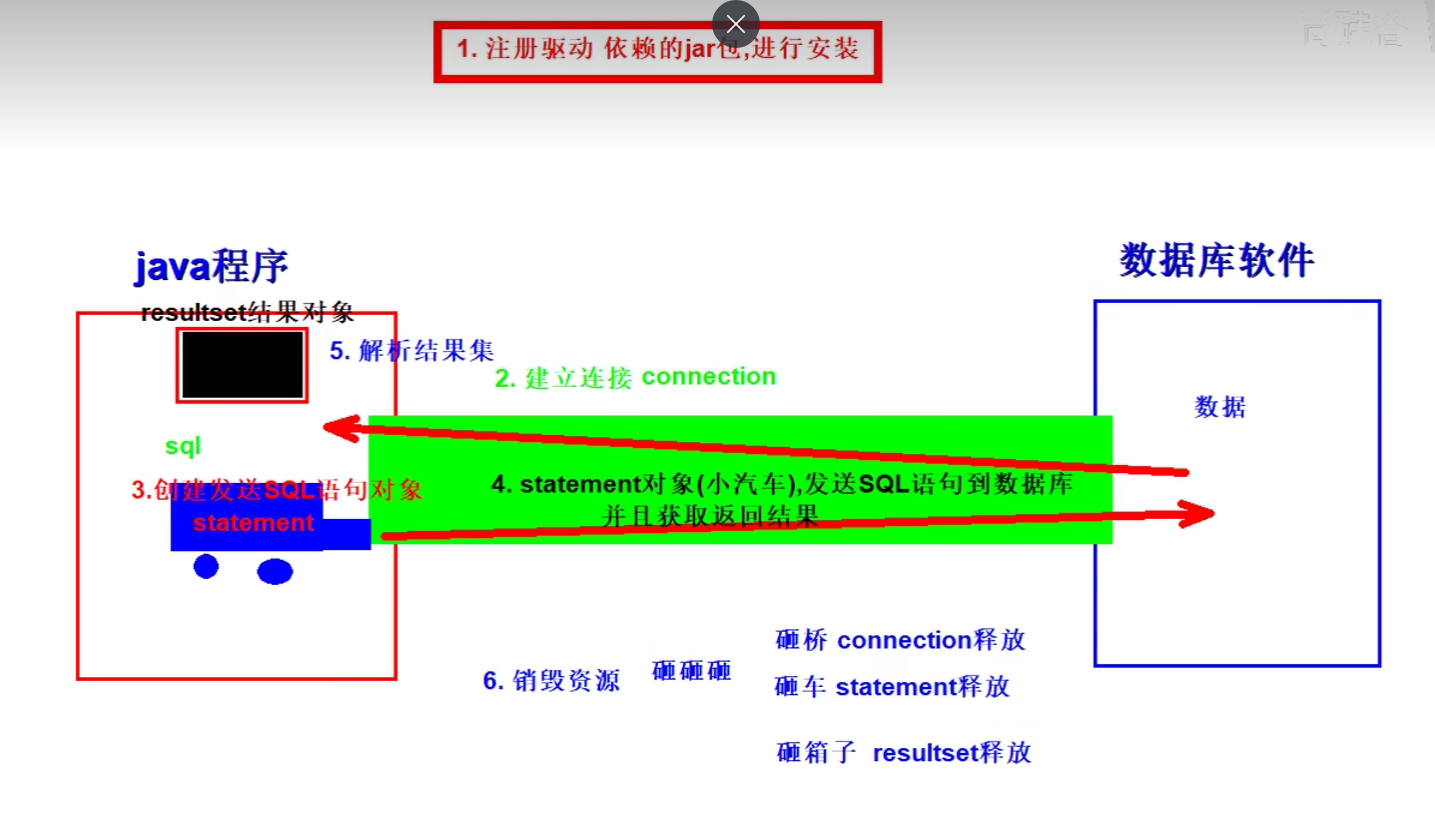 1. 注册驱动 依赖的jar包,进行安装
尚硅谷
java程序
数据库软件
resultset结果对象
5. 解析结果集
2. 建立连接 connection
数据
sql
3.创建发送SQL语句对象
statement
4. statement对象(小汽车),发送SQL语句到数据库
并且获取返回结果
6. 销毁资源
砸砸砸
砸桥 connection释放
砸车 statement释放
砸箱子 resultset释放